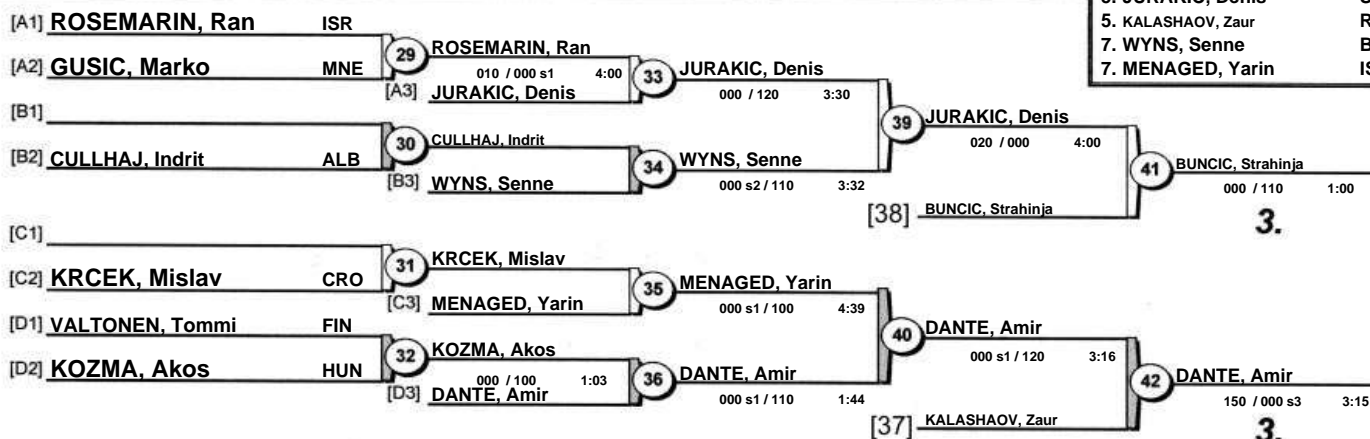 5. JURAKIC, Denis
5. KALASHAOV, Zaur R
7. WYNS, Senne B
7. MENAGED, Yarin IS
[A1] ROSEMARIN, Ran ISR
[A2] GUSIC, Marko MNE
29
ROSEMARIN, Ran
010 / 000 s1 4:00
[A3] JURAKIC, Denis
33
JURAKIC, Denis
000 / 120 3:30
[B1]
[B2] CULLHAJ, Indrit ALB
30
CULLHAJ, Indrit
[B3] WYNS, Senne
34
WYNS, Senne
000 s2 / 110 3:32
39
JURAKIC, Denis
020 / 000 4:00
[38] BUNCIC, Strahinja
41
BUNCIC, Strahinja
000 / 110 1:00
3.
[C1]
[C2] KRCEK, Mislav CRO
31
KRCEK, Mislav
[C3] MENAGED, Yarin
35
MENAGED, Yarin
000 s1 / 100 4:39
[D1] VALTONEN, Tommi FIN
[D2] KOZMA, Akos HUN
32
KOZMA, Akos
000 / 100 1:03
[D3] DANTE, Amir
36
DANTE, Amir
000 s1 / 110 1:44
40
DANTE, Amir
000 s1 / 120 3:16
[37] KALASHAOV, Zaur
42
DANTE, Amir
150 / 000 s3 3:15
3.